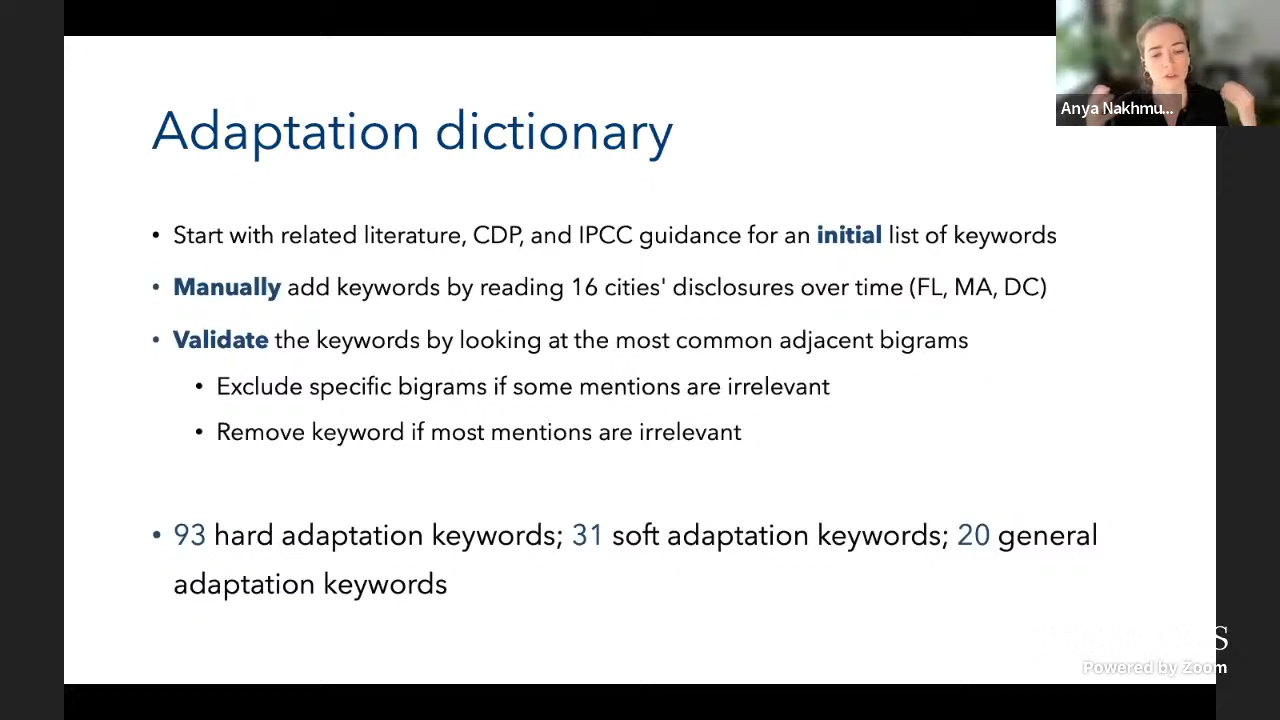 Anya Nakhmu...
Adaptation dictionary
• Start with related literature, CDP, and IPCC guidance for an initial list of keywords
• Manually add keywords by reading 16 cities' disclosures over time (FL, MA, DC)
• Validate the keywords by looking at the most common adjacent bigrams
• Exclude specific bigrams if some mentions are irrelevant
• Remove keyword if most mentions are irrelevant
• 93 hard adaptation keywords; 31 soft adaptation keywords; 20 general
adaptation keywords
Powered by Zoom